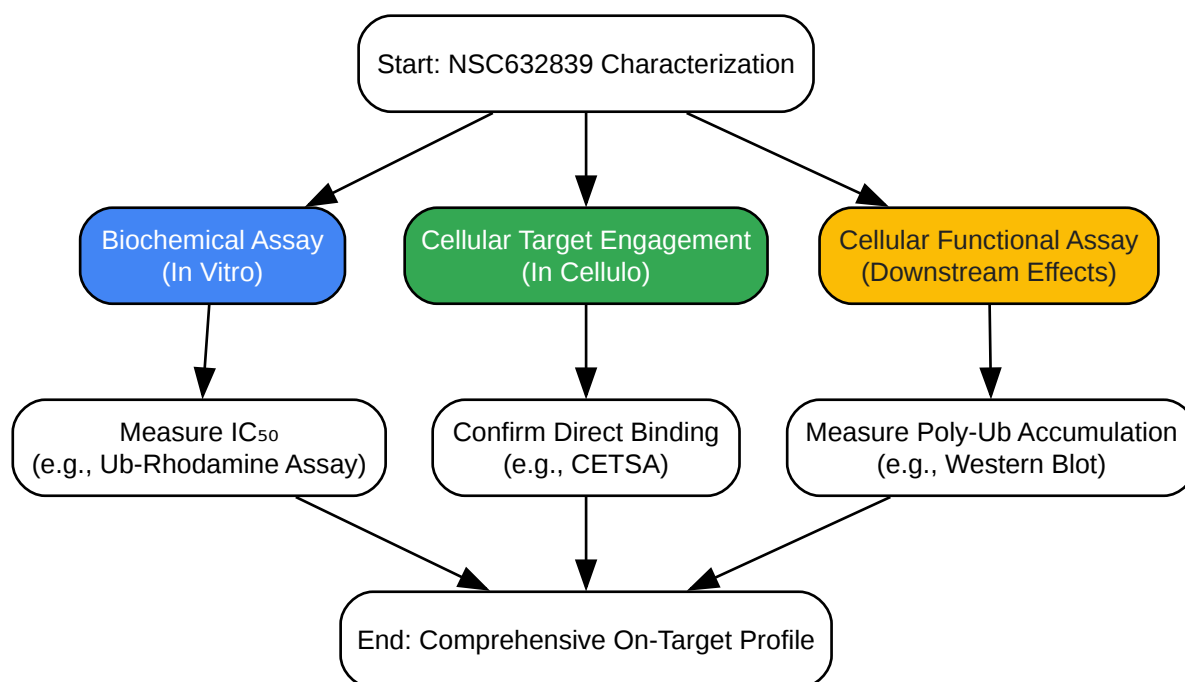 Start: NSC632839 Characterization
Biochemical Assay
(In Vitro)
Cellular Target Engagement
(In Cellulo)
Cellular Functional Assay
(Downstream Effects)
Measure IC₅₀
(e.g., Ub-Rhodamine Assay)
Confirm Direct Binding
(e.g., CETSA)
Measure Poly-Ub Accumulation
(e.g., Western Blot)
End: Comprehensive On-Target Profile